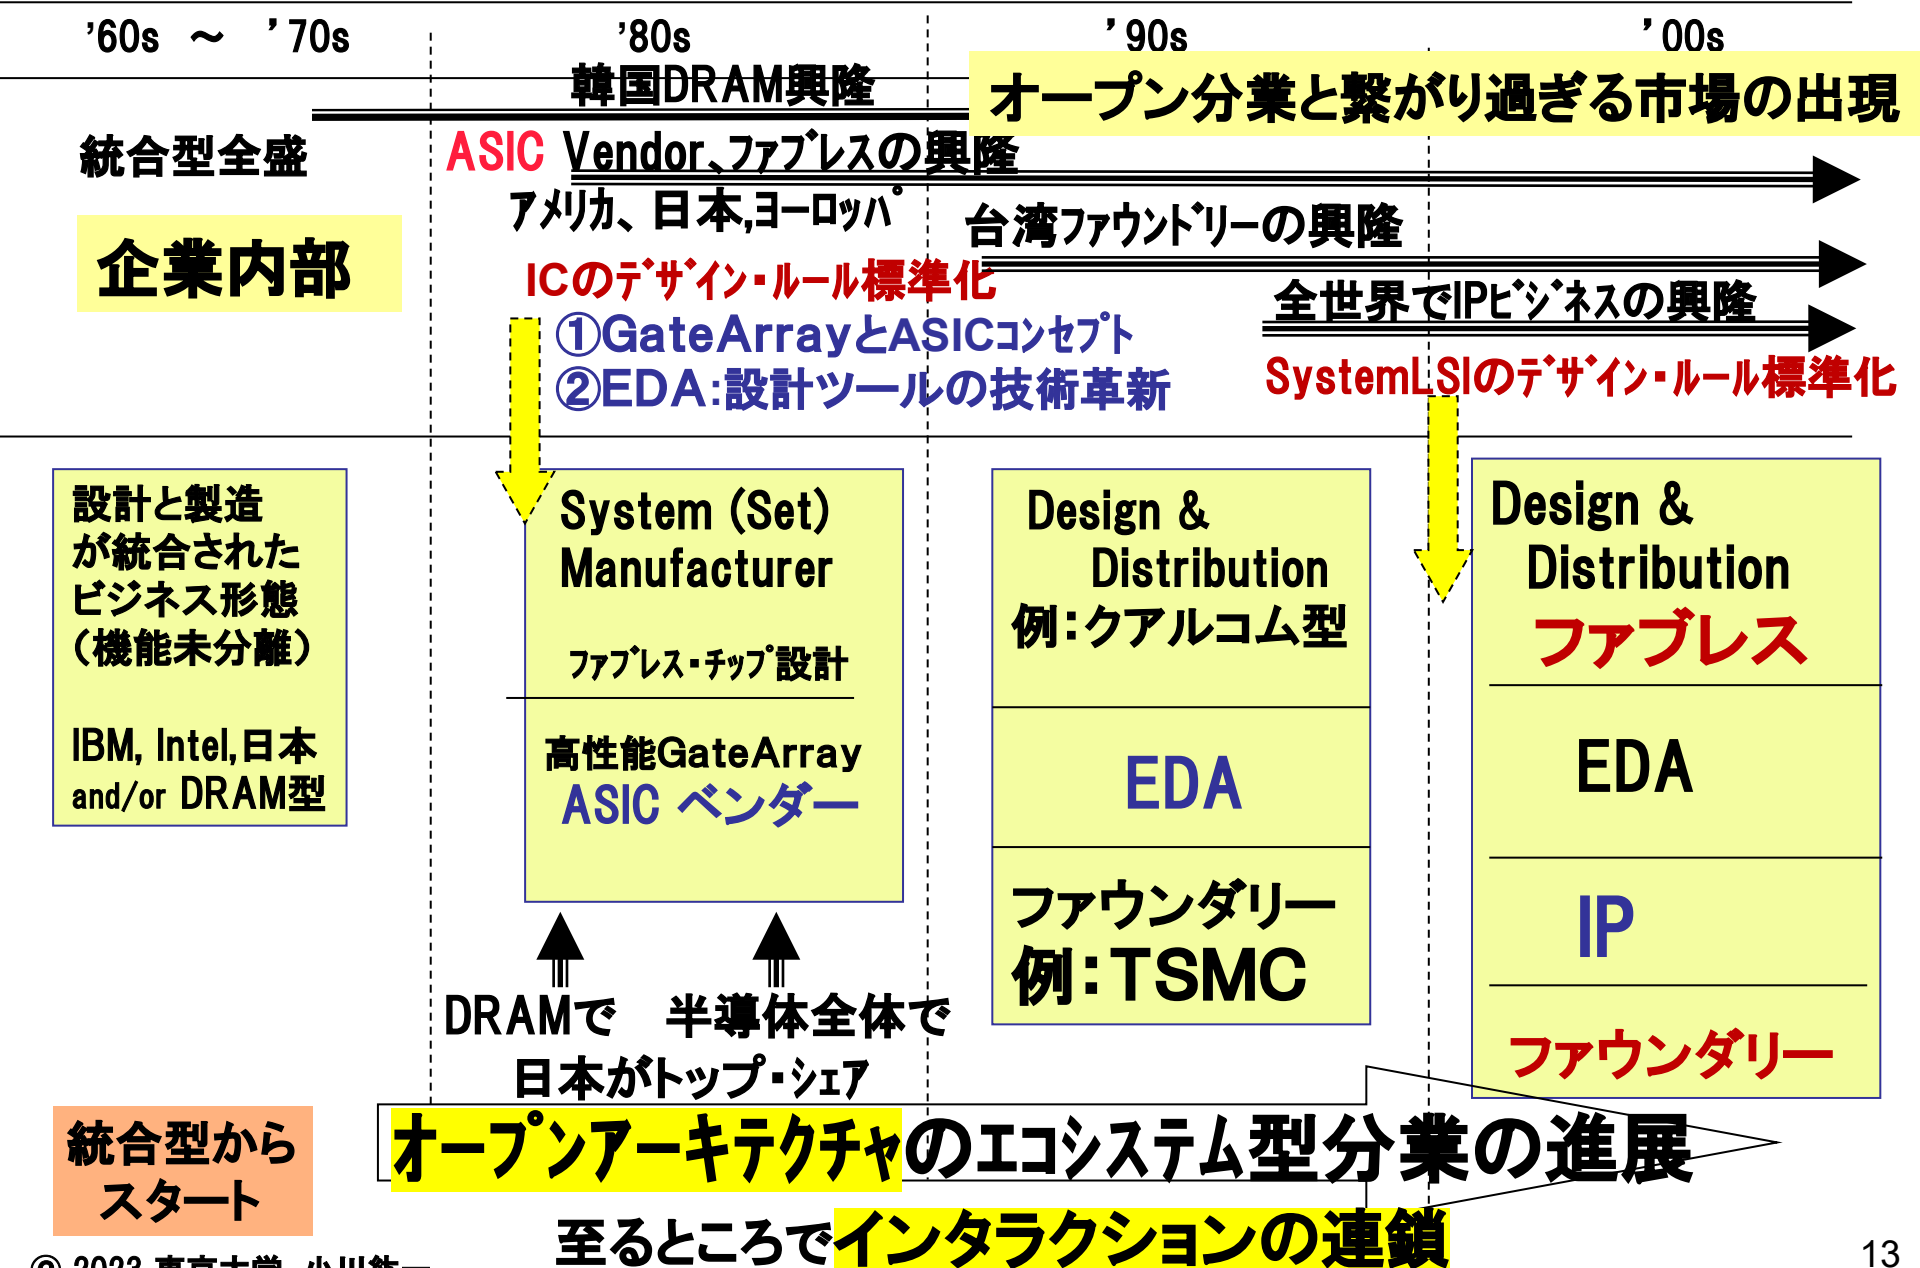 ’60s ～ ’70s
’80s
’90s
’00s
韓国DRAM興隆
オープン分業と繋がり過ぎる市場の出現
統合型全盛
ASIC Vendor､ﾌｧﾌﾞﾚｽの興隆
アメリカ、日本,ﾖｰﾛｯﾊﾟ
台湾ﾌｧｳﾝﾄﾞﾘｰの興隆
企業内部
ICのﾃﾞｻﾞｲﾝ･ﾙｰﾙ標準化
全世界でIPﾋﾞｼﾞﾈｽの興隆
①GateArrayとASICｺﾝｾﾌﾟﾄ
②EDA:設計ツールの技術革新
SystemLSIのﾃﾞｻﾞｲﾝ･ﾙｰﾙ標準化
設計と製造
が統合された
ビジネス形態
（機能未分離）
IBM, Intel,日本
and/or DRAM型
System (Set)
Manufacturer
ﾌｧﾌﾞﾚｽ･ﾁｯﾌﾟ設計
高性能GateArray
ASIC ベンダー
Design &
Distribution
例：クアルコム型
EDA
ファウンダリー
例：TSMC
Design &
Distribution
ファブレス
EDA
IP
ファウンダリー
DRAMで
半導体全体で
日本がトップ･ｼｪｱ
統合型から
スタート
オープンアーキテクチャのエコシステム型分業の進展
至るところでインタラクションの連鎖
© 2023 東京大学 小川紘一
13